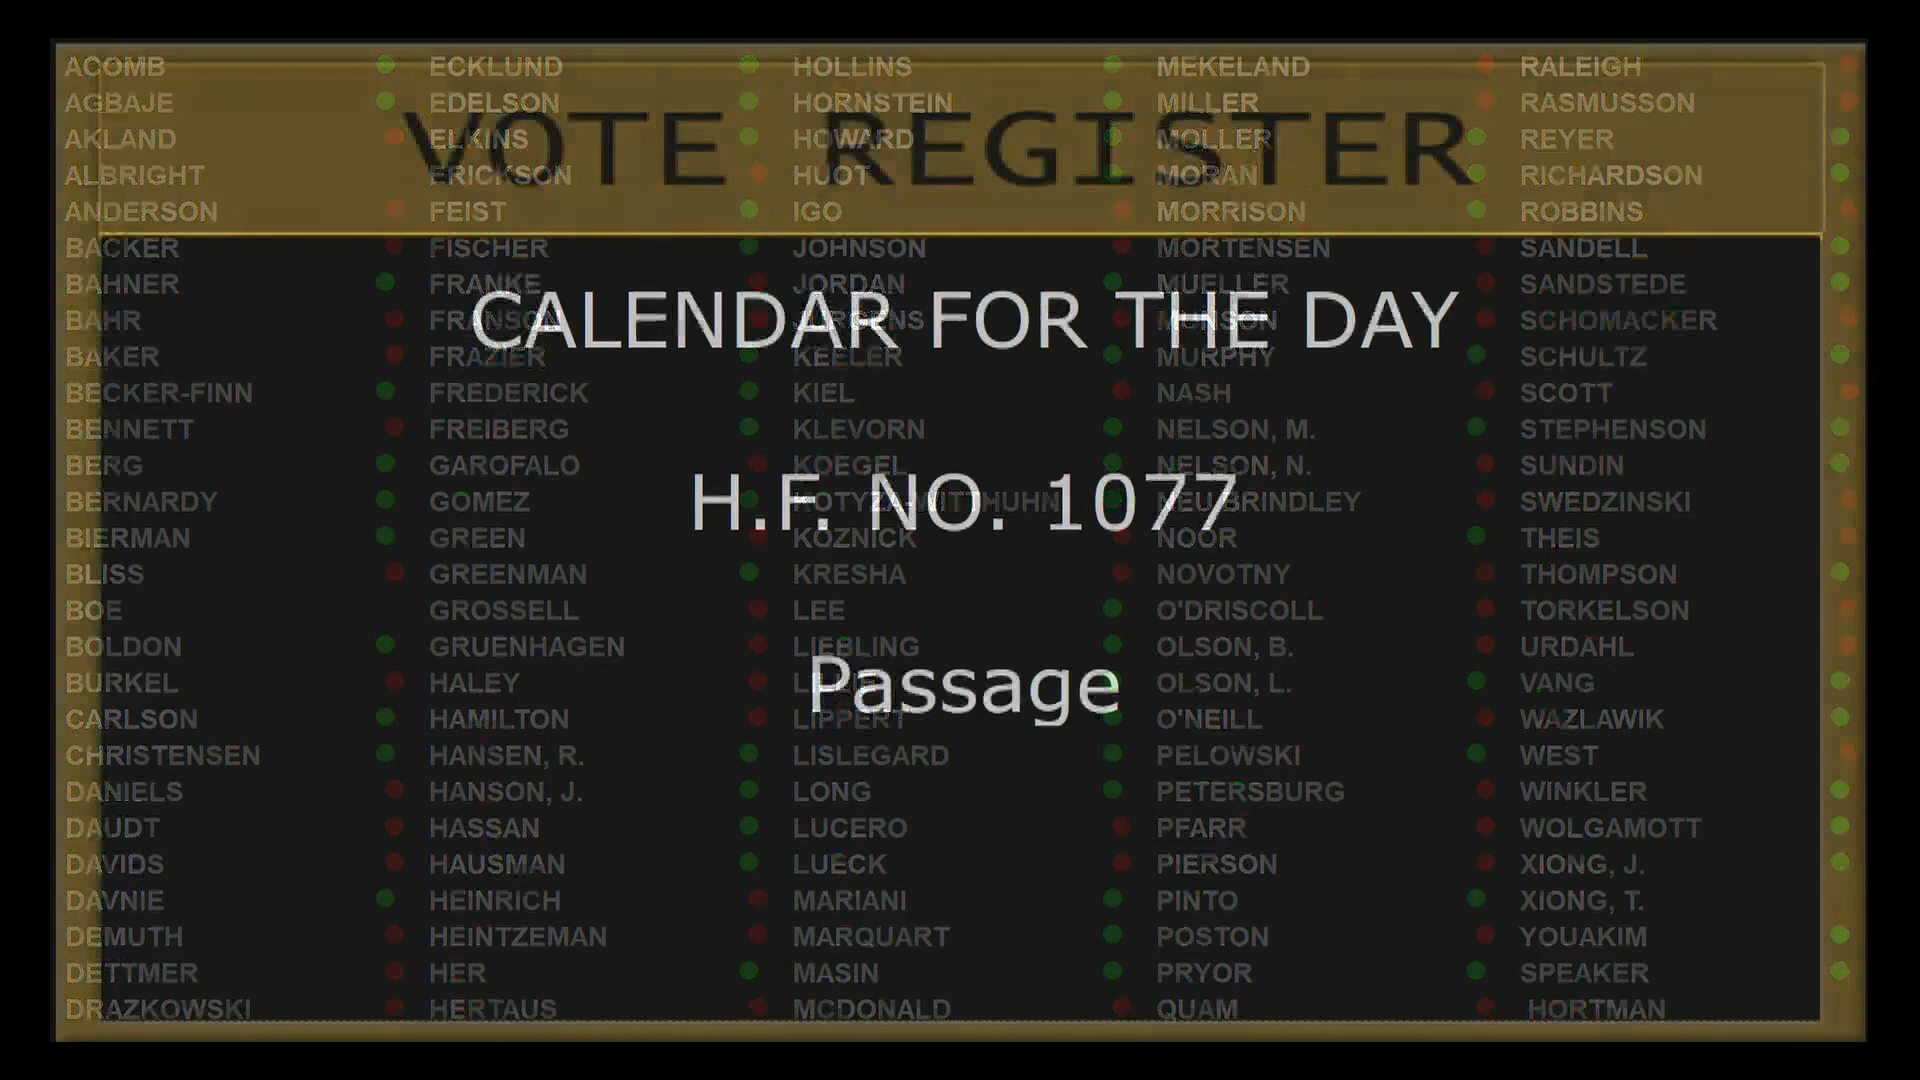 VOTE REGISTER
CALENDAR FOR THE DAY
H.F. NO. 1077
Passage
ACOMB
AGBAJE
AKLAND
ALBRIGHT
ANDERSON
BACKER
BAHNER
BAHR
BAKER
BECKER-FINN
BENNETT
BERG
BERNARDY
BIERMAN
BLISS
BOE
BOLDON
BURKEL
CARLSON
CHRISTENSEN
DANIELS
DAUDT
DAVIDS
DAVNIE
DEMUTH
DETTMER
DRAZKOWSKI
ECKLUND
EDELSON
ELKINS
ERICKSON
FEIST
FISCHER
FRANKE
FRANSON
FRAZIER
FREDERICK
FREIBERG
GAROFALO
GOMEZ
GREEN
GREENMAN
GROSSELL
GRUENHAGEN
HALEY
HAMILTON
HANSEN, R.
HANSON, J.
HASSAN
HAUSMAN
HEINRICH
HEINTZEMAN
HER
HERTAUS
HOLLINS
HORNSTEIN
HOWARD
HUOT
IGO
JOHNSON
JORDAN
JURGENS
KEELER
KIEL
KLEVORN
KOEGEL
KOTYZA-WITTHUHN
KOZNICK
KRESHA
LEE
LIEBLING
LIPPERT
LISLEGARD
LONG
LUCERO
LUECK
MARIANI
MARQUART
MASIN
MCDONALD
MEKELAND
MILLER
MOLLER
MORAN
MORRISON
MORTENSEN
MUELLER
MUNSON
MURPHY
NASH
NELSON, M.
NELSON, N.
NEU BRINDLEY
NOOR
NOVOTNY
O'DRISCOLL
OLSON, B.
OLSON, L.
O'NEILL
PELOWSKI
PETERSBURG
PFARR
PIERSON
PINTO
POSTON
PRYOR
QUAM
RALEIGH
RASMUSSON
REYER
RICHARDSON
ROBBINS
SANDELL
SANDSTEDE
SCHOMACKER
SCHULTZ
SCOTT
STEPHENSON
SUNDIN
SWEDZINSKI
THEIS
THOMPSON
TORKELSON
URDAHL
VANG
WAZLAWIK
WEST
WINKLER
WOLGAMOTT
XIONG, J.
XIONG, T.
YOUAKIM
SPEAKER
HORTMAN